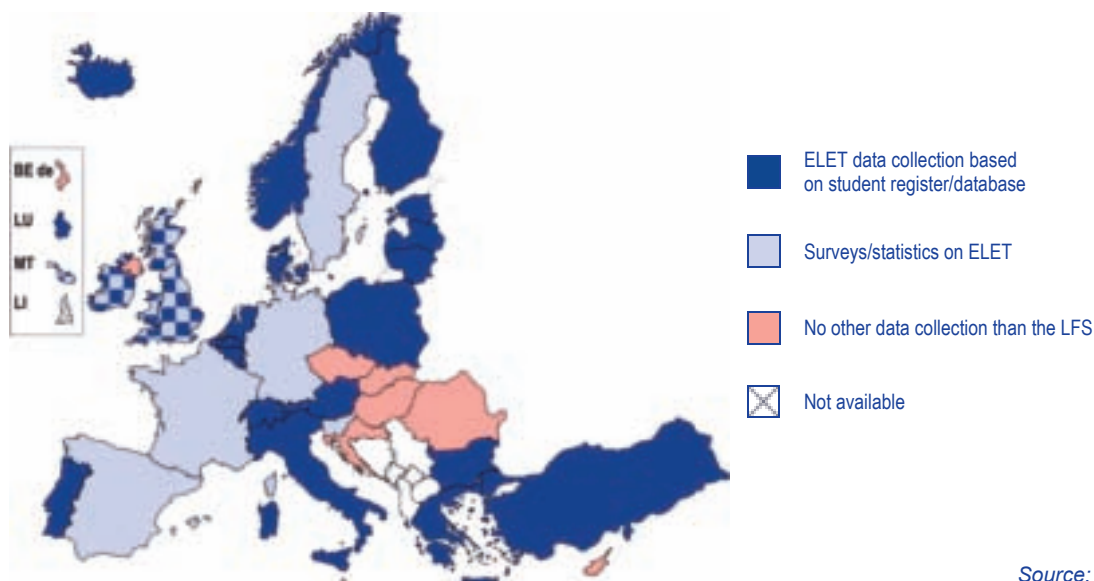 BE de
LU
MT
LI
ELET data collection based
on student register/database
Surveys/statistics on ELET
No other data collection than the LFS
Not available
Source: